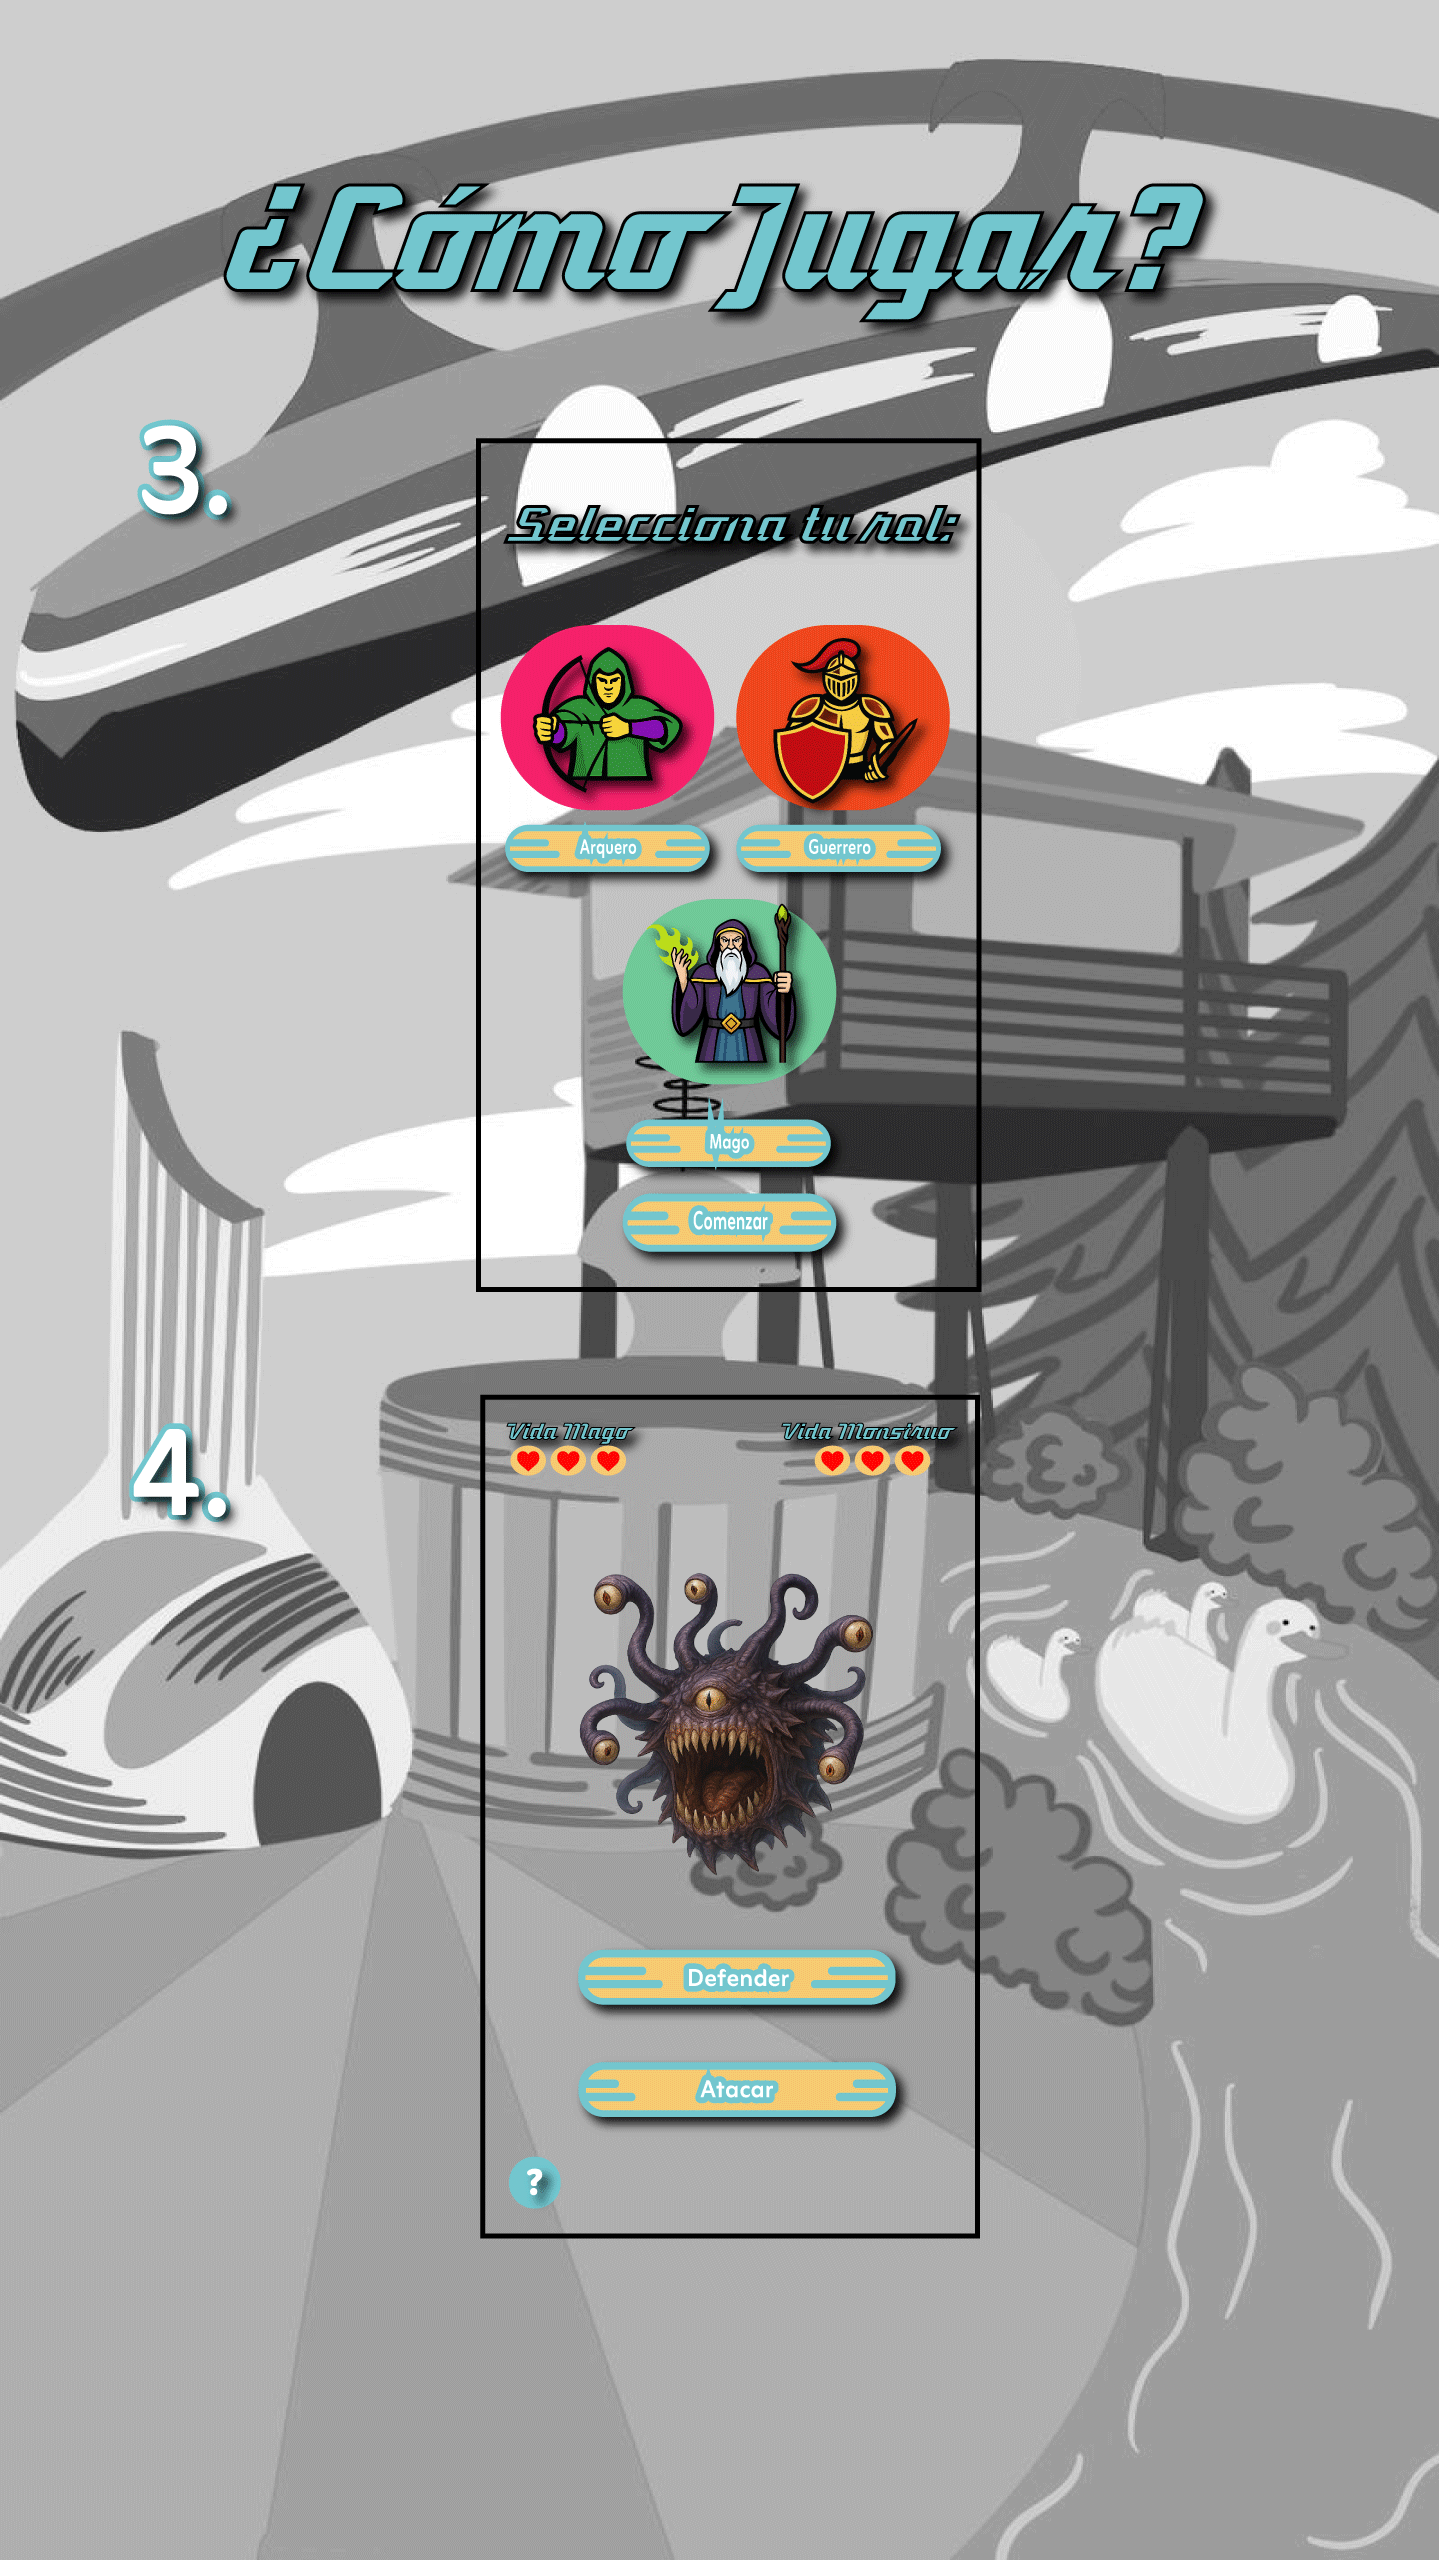 ¿Cómo Jugar?
3.
Selecciona tu rol:
Arquero
Guerrero
Mago
Comenzar
4.
Vida Mago
Vida Monstruo
Defender
Atacar
?